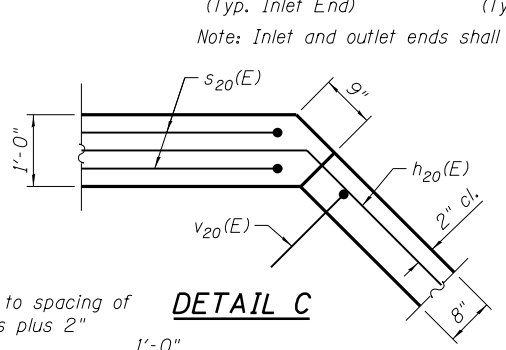 (Typ. Inlet End) (Ty
Note: Inlet and outlet ends shall
s20(E)
9"
1'-0"
h20(E)
2" cl.
v20(E)
8"
to spacing of
s plus 2"
DETAIL C
1'-0"